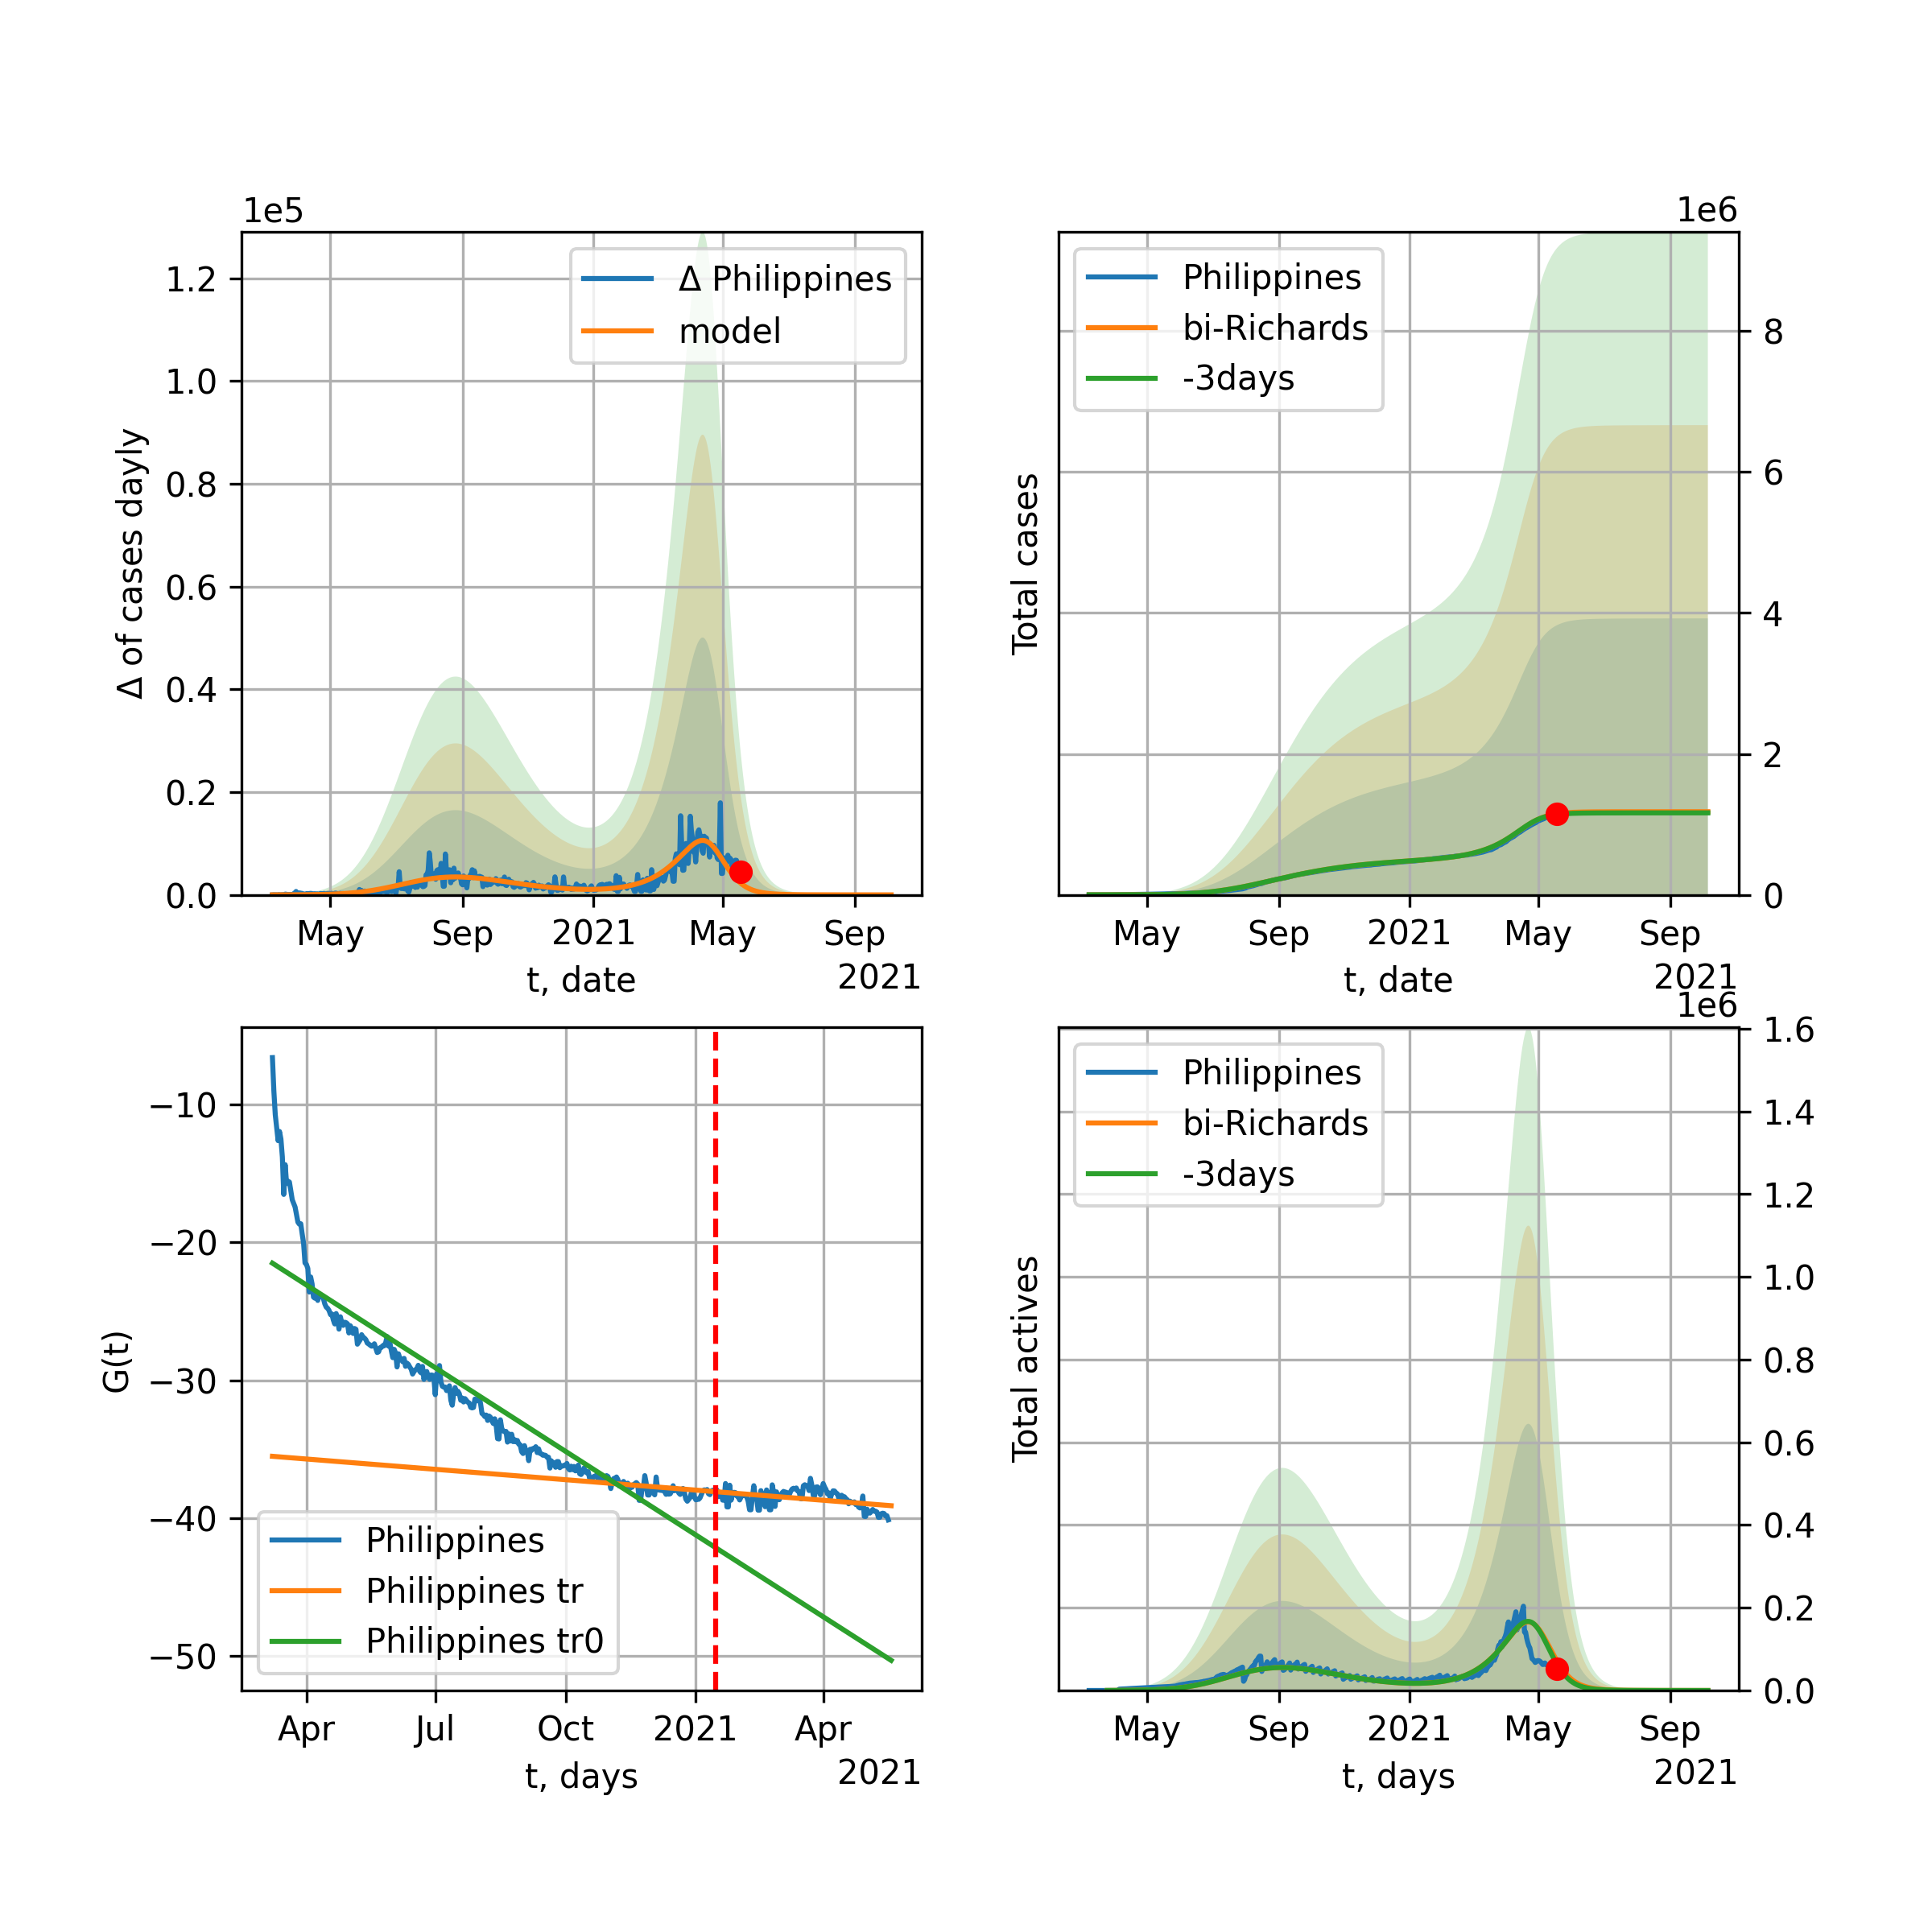 1e5
Δ of cases dayly
1.2
1.0
0.8
0.6
0.4
0.2
0.0
Δ Philippines
model
May Sep 2021 May Sep
t, date
2021
1e6
Total cases
Philippines
bi-Richards
-3days
8
6
4
2
0
May Sep 2021 May Sep
t, date
2021
G(t)
−10
−20
−30
−40
−50
Philippines
Philippines tr
Philippines tr0
Apr Jul Oct 2021 Apr
t, days
2021
1e6
Total actives
Philippines
bi-Richards
-3days
1.6
1.4
1.2
1.0
0.8
0.6
0.4
0.2
0.0
May Sep 2021 May Sep
t, days
2021